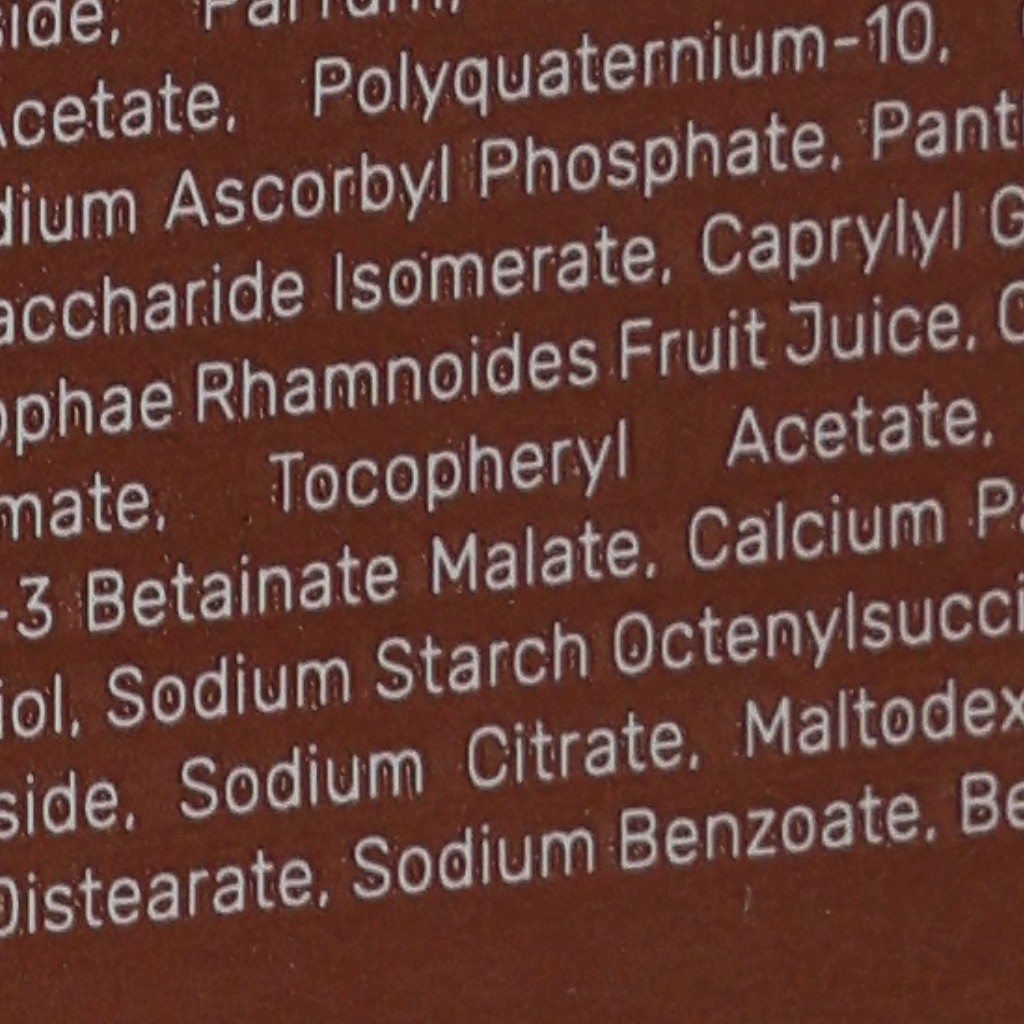 side, Parfum,
Acetate, Polyquaternium-10,
dium Ascorbyl Phosphate, Pant
accharide Isomerate, Caprylyl G
ophae Rhamnoides Fruit Juice, C
mate, Tocopheryl Acetate,
-3 Betainate Malate, Calcium Pa
iol, Sodium Starch Octenylsucci
side, Sodium Citrate, Maltodex
Distearate, Sodium Benzoate, Be